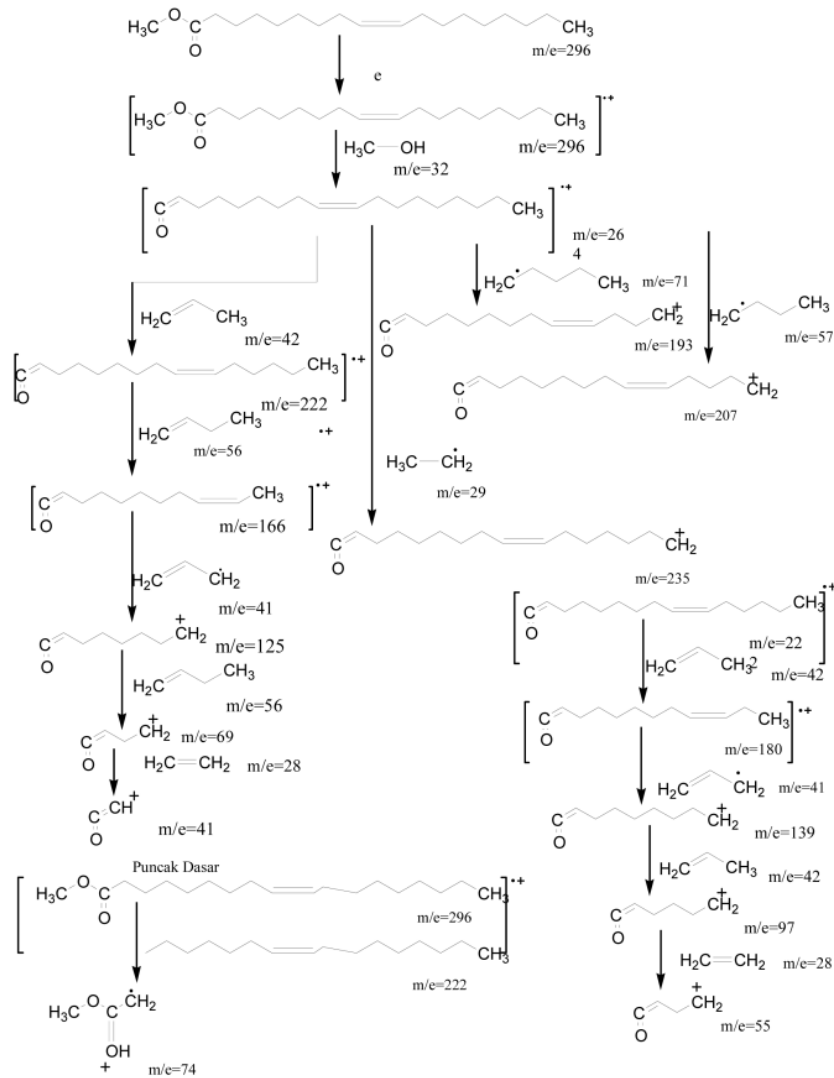 H3C O C O CH3 m/e=296
e
H3C O C O CH3 •+ m/e=296
H3C OH
m/e=32
C O CH3 •+
m/e=26
4
H2C• CH3 m/e=71
H2C• CH3
m/e=57
H2C CH3
m/e=42
C O CH2 +
m/e=193
C O CH3 •+
m/e=222
C O CH2 +
m/e=207
H2C CH3
m/e=56
•+
H3C CH2•
m/e=29
C O CH3 •+
m/e=166
C O CH2 +
m/e=235
H2C CH2•
m/e=41
C O CH3 •+
m/e=22
2
C O CH2 +
m/e=125
H2C CH3
m/e=42
H2C CH3
m/e=56
C O CH3 •+
m/e=180
C O CH2 +
m/e=69
H2C CH2
m/e=28
H2C CH2•
m/e=41
C O CH +
m/e=41
C O CH2 +
m/e=139
Puncak Dasar
H2C CH3
m/e=42
H3C O C O CH3 •+
m/e=296
C O CH2 +
m/e=97
CH3
m/e=222
H2C CH2
m/e=28
H3C O C CH2•
OH
+
m/e=74
C O CH2 +
m/e=55